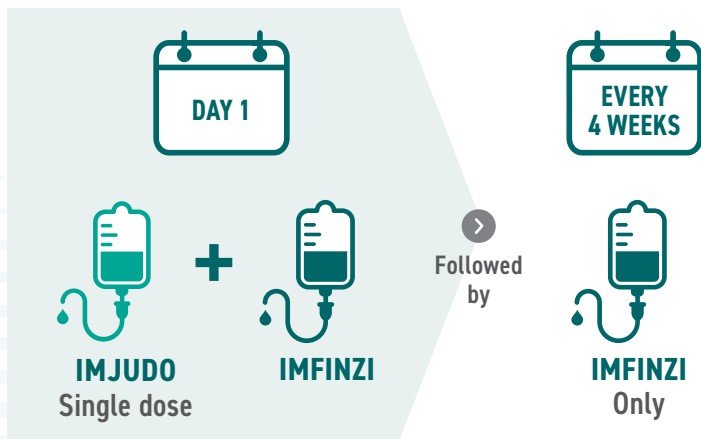 DAY 1
EVERY
4 WEEKS
+
Followed
by
IMJUDO
Single dose
IMFINZI
IMFINZI
Only